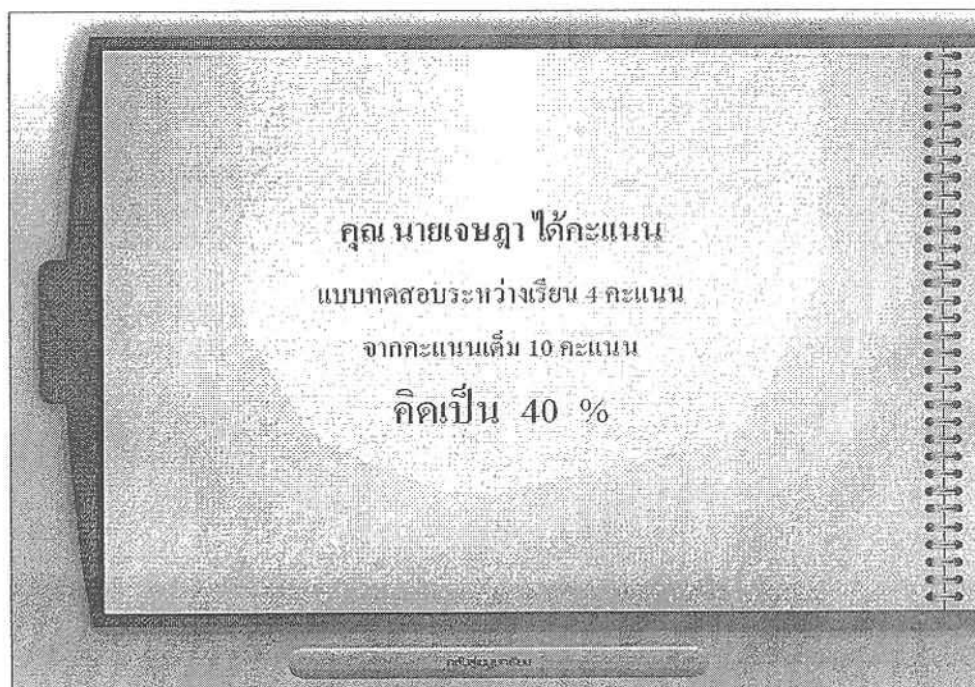 คุณ นายเจษฎา ได้คะแนน
แบบทดสอบระหว่างเรียน 4 คะแนน
จากคะแนนเต็ม 10 คะแนน
คิดเป็น 40 %